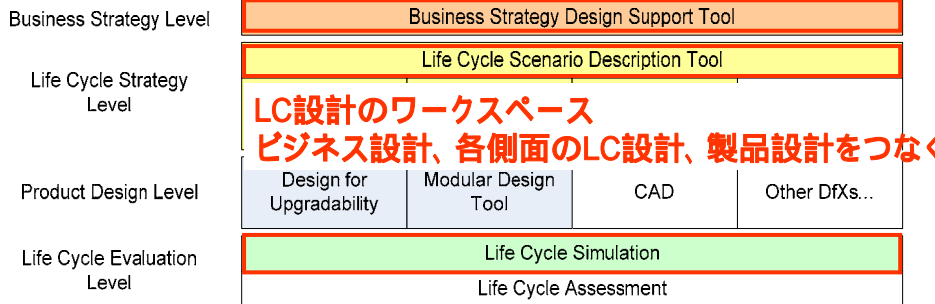 Business Strategy Level
Business Strategy Design Support Tool
Life Cycle Strategy
Level
Life Cycle Scenario Description Tool
LC設計のワークスペース
ビジネス設計、各側面のLC設計、製品設計をつなぐ
Product Design Level
Design for
Upgradability
Modular Design
Tool
CAD
Other DfXs...
Life Cycle Evaluation
Level
Life Cycle Simulation
Life Cycle Assessment